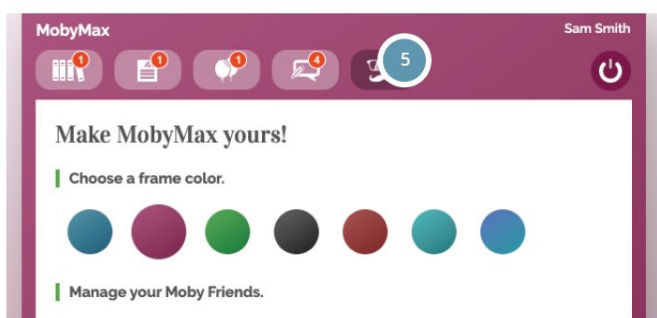 MobyMax
Sam Smith
1
1
1
4
5
Make MobyMax yours!
Choose a frame color.
Manage your Moby Friends.